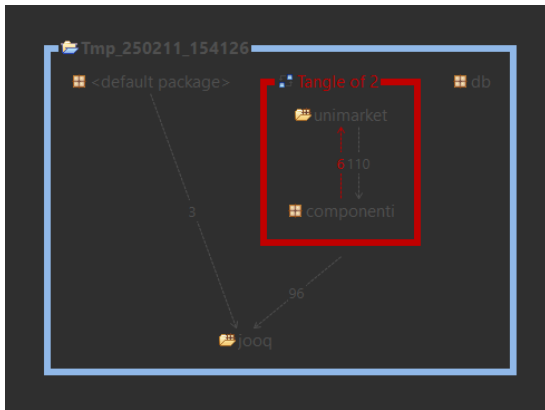 Tmp_250211_154126
<default package>
Tangle of 2
db
unimarket
6
110
componenti
3
96
jooq